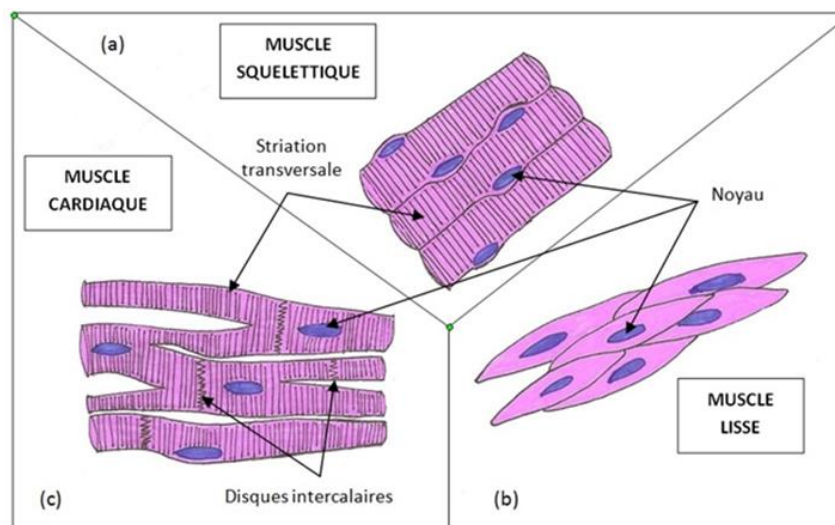 (a)
MUSCLE
SQUELETTIQUE
Striation
transversale
MUSCLE
CARDIAQUE
Noyau
MUSCLE
LISSE
Disques intercalaires
(c)
(b)